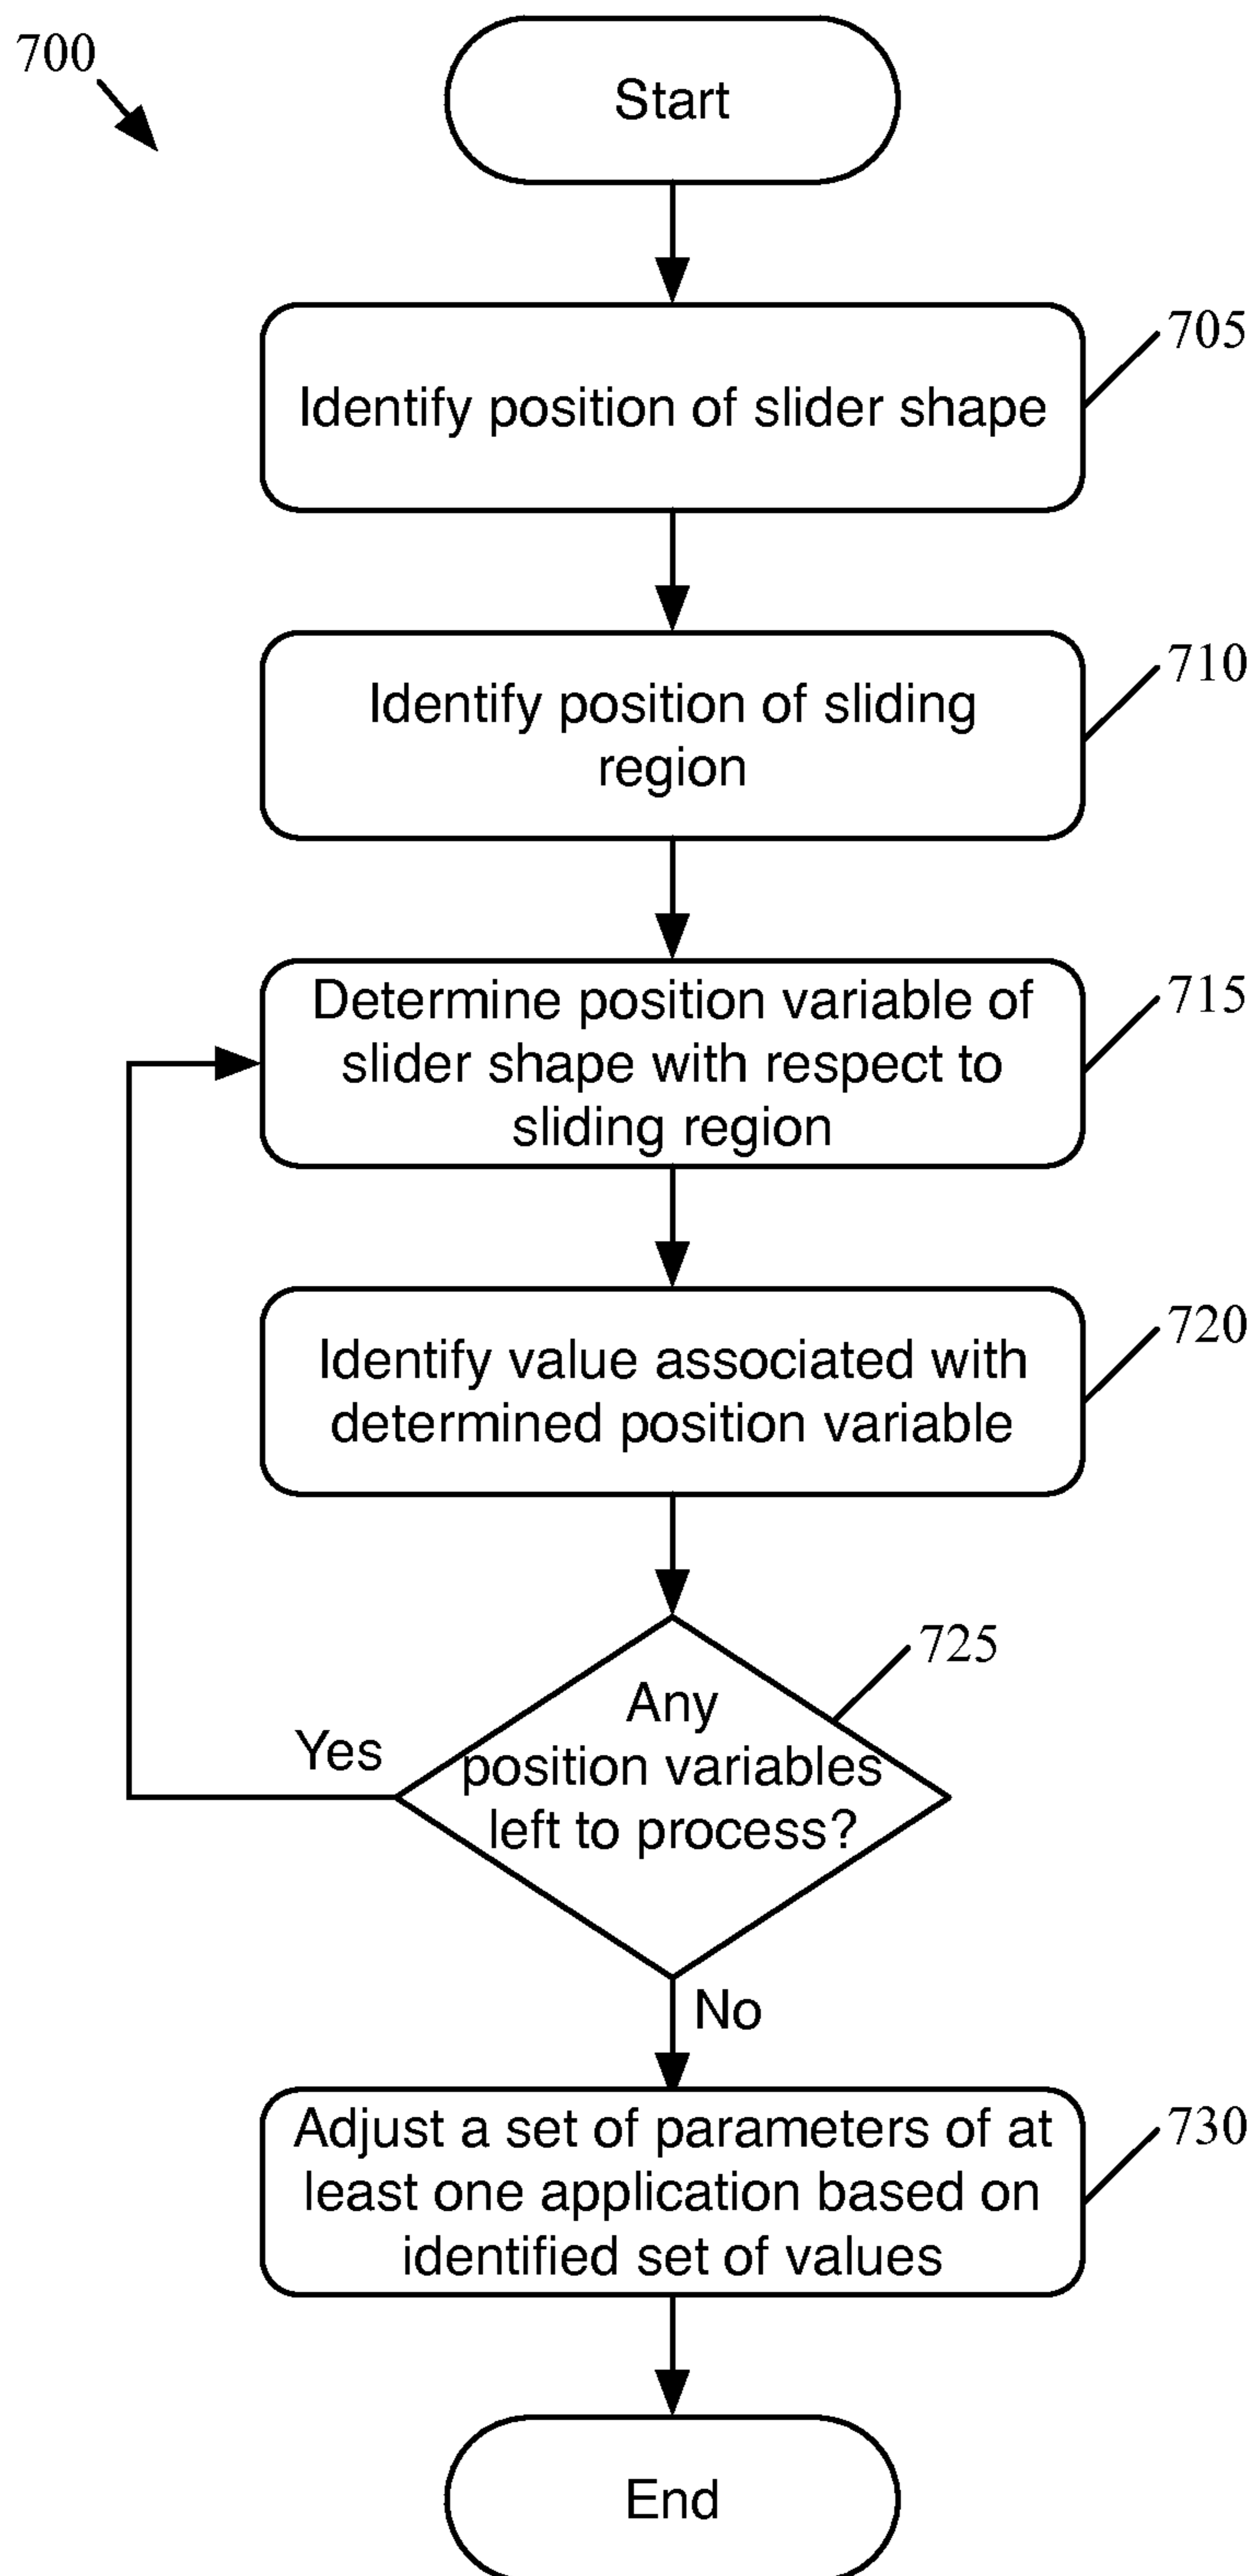 700
Start
705
Identify position of slider shape
710
Identify position of sliding
region
715
Determine position variable of
slider shape with respect to
sliding region
720
Identify value associated with
determined position variable
725
Any
position variables
left to process?
Yes
No
730
Adjust a set of parameters of at
least one application based on
identified set of values
End